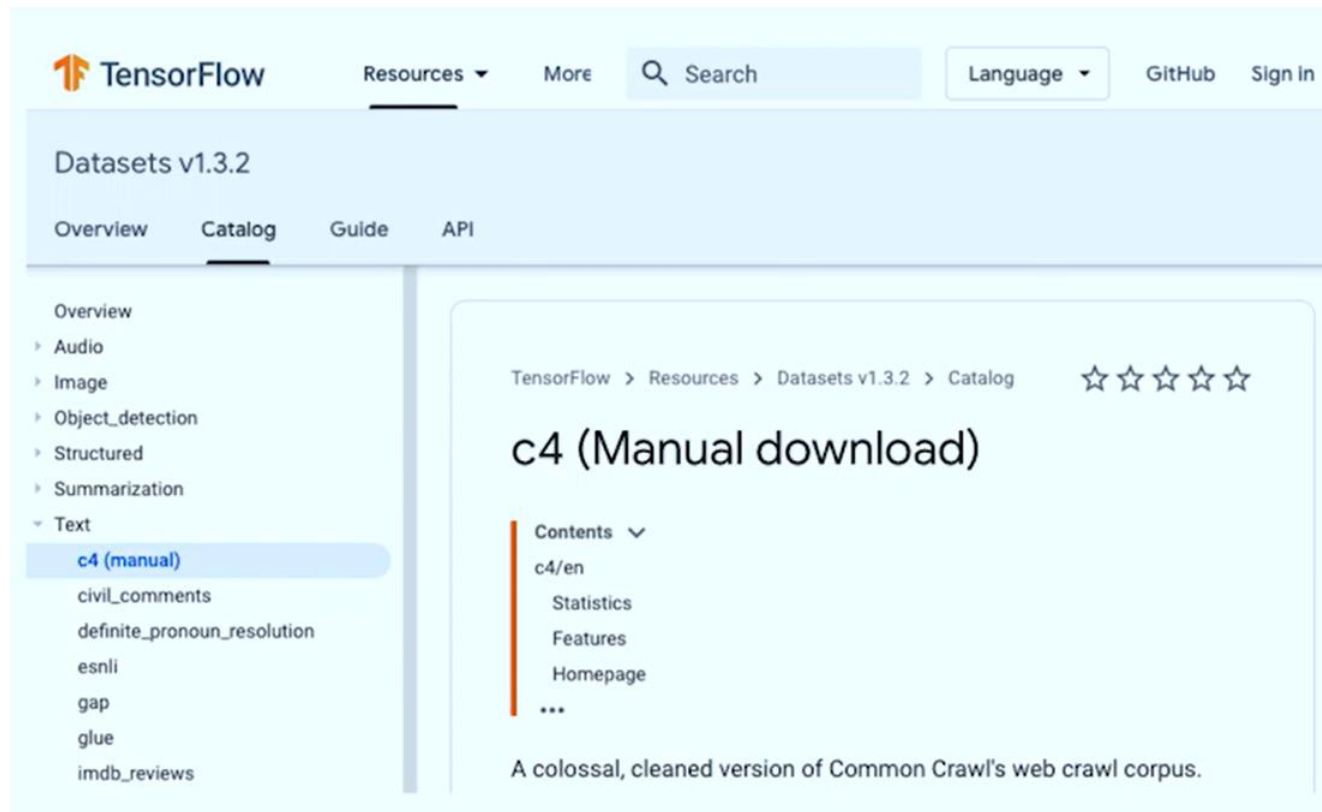 TensorFlow Resources More Search Language GitHub Sign in
Datasets v1.3.2
Overview Catalog Guide API
Overview
Audio
Image
Object_detection
Structured
Summarization
Text
c4 (manual)
civil_comments
definite_pronoun_resolution
esnli
gap
glue
imdb_reviews
TensorFlow > Resources > Datasets v1.3.2 > Catalog
c4 (Manual download)
Contents
c4/en
Statistics
Features
Homepage
•••
A colossal, cleaned version of Common Crawl's web crawl corpus.